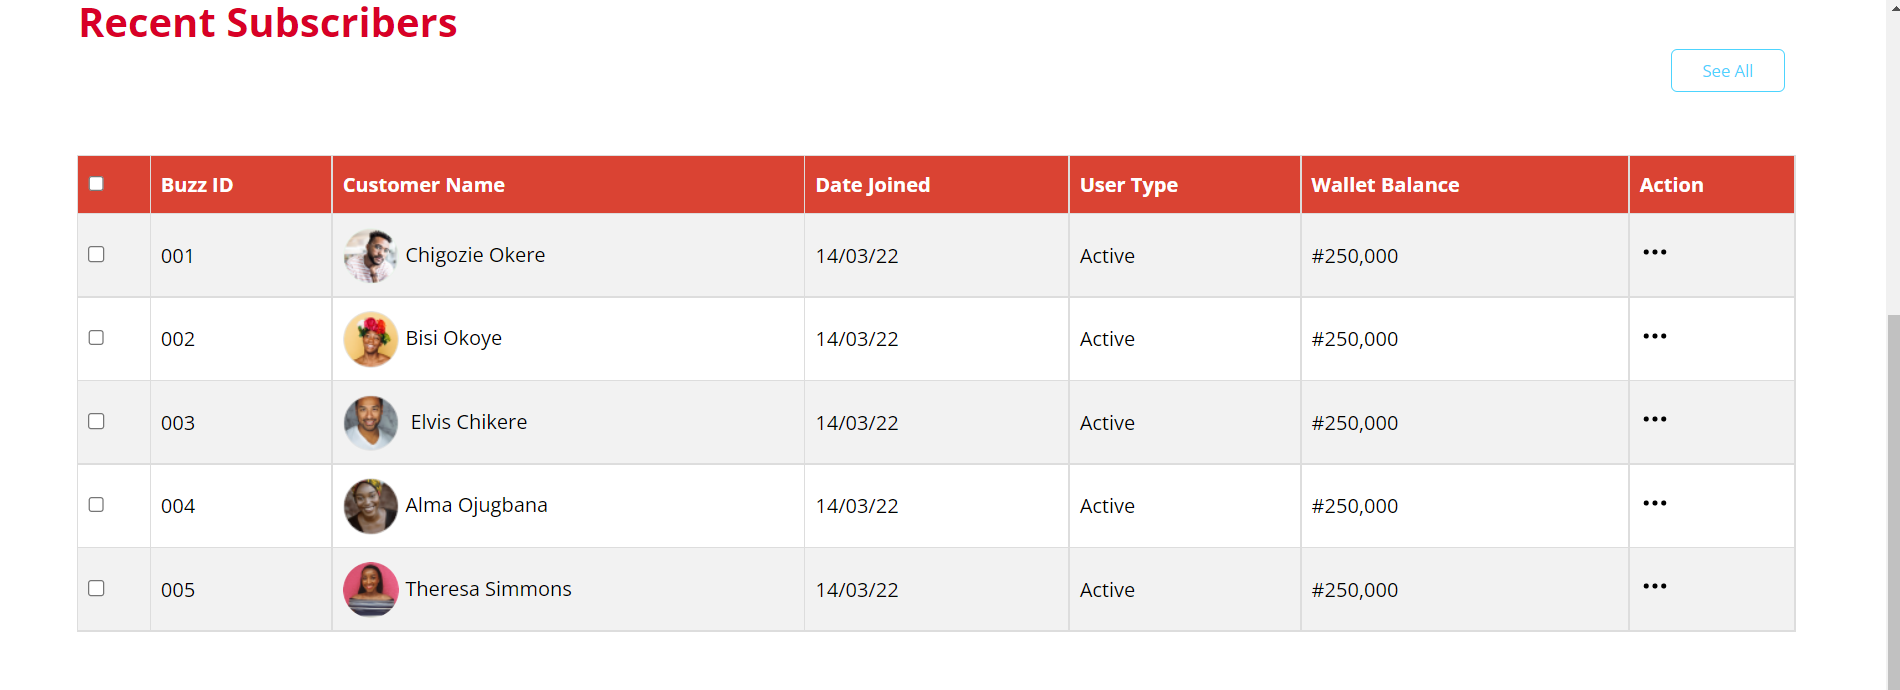 Recent Subscribers
See All
Buzz ID Customer Name Date Joined User Type Wallet Balance Action
001 Chigozie Okere 14/03/22 Active #250,000 •••
002 Bisi Okoye 14/03/22 Active #250,000 •••
003 Elvis Chikere 14/03/22 Active #250,000 •••
004 Alma Ojugbana 14/03/22 Active #250,000 •••
005 Theresa Simmons 14/03/22 Active #250,000 •••